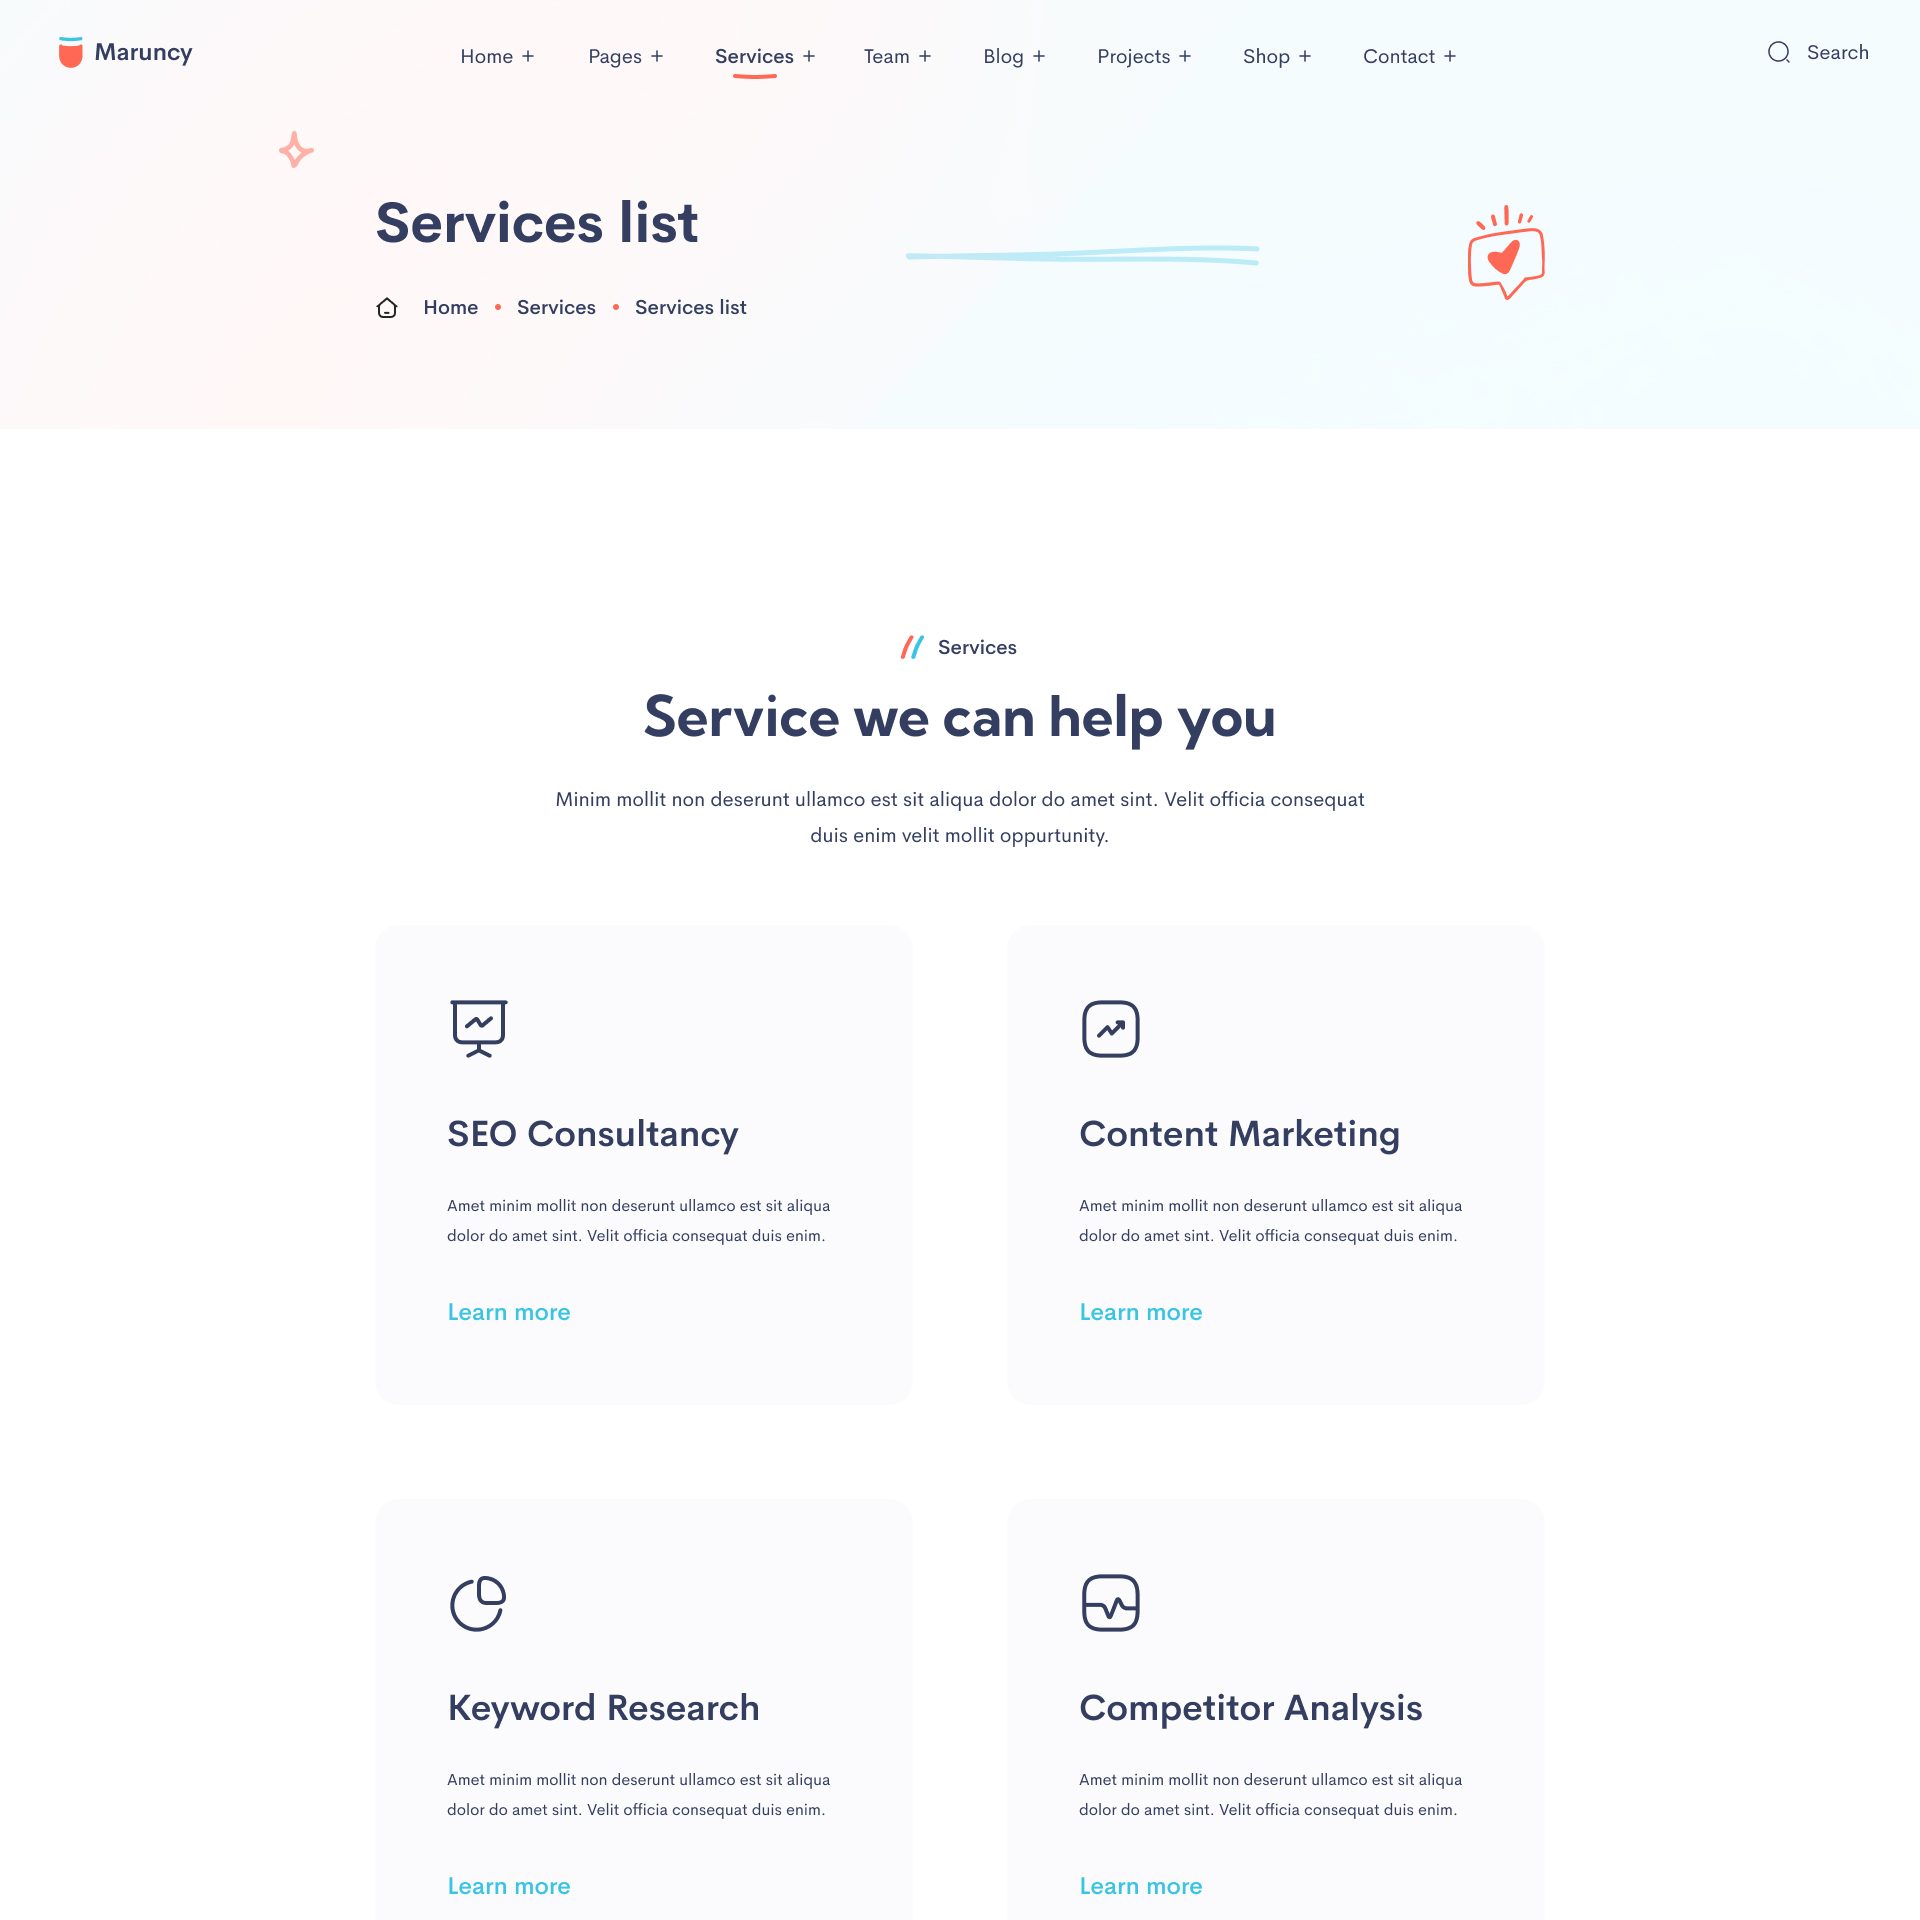 Maruncy
Home +
Pages +
Services +
Team +
Blog +
Projects +
Shop +
Contact +
Search
Services list
Home • Services • Services list
Services
Service we can help you
Minim mollit non deserunt ullamco est sit aliqua dolor do amet sint. Velit officia consequat
duis enim velit mollit oppurtunity.
SEO Consultancy
Amet minim mollit non deserunt ullamco est sit aliqua
dolor do amet sint. Velit officia consequat duis enim.
Learn more
Content Marketing
Amet minim mollit non deserunt ullamco est sit aliqua
dolor do amet sint. Velit officia consequat duis enim.
Learn more
Keyword Research
Amet minim mollit non deserunt ullamco est sit aliqua
dolor do amet sint. Velit officia consequat duis enim.
Learn more
Competitor Analysis
Amet minim mollit non deserunt ullamco est sit aliqua
dolor do amet sint. Velit officia consequat duis enim.
Learn more